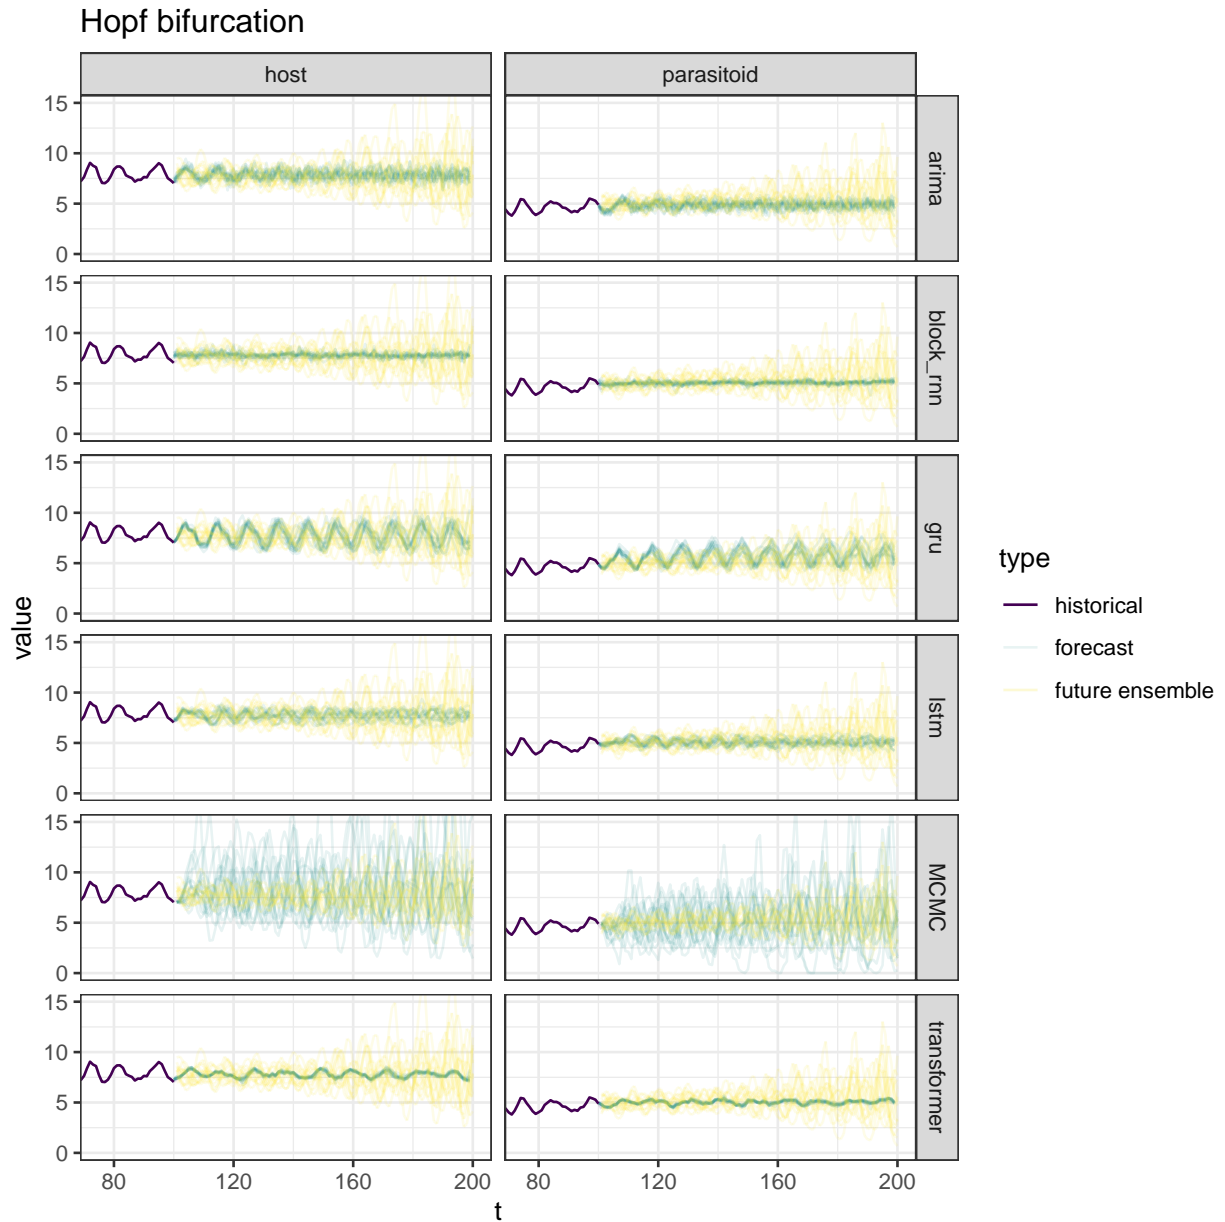 Hopf bifurcation
host
parasitoid
15
10
5
0
arima
15
10
5
0
block_rnn
15
10
5
0
gru
15
10
5
0
lstm
15
10
5
0
MCMC
15
10
5
0
transformer
80
120
160
200
80
120
160
200
t
value
type
historical
forecast
future ensemble